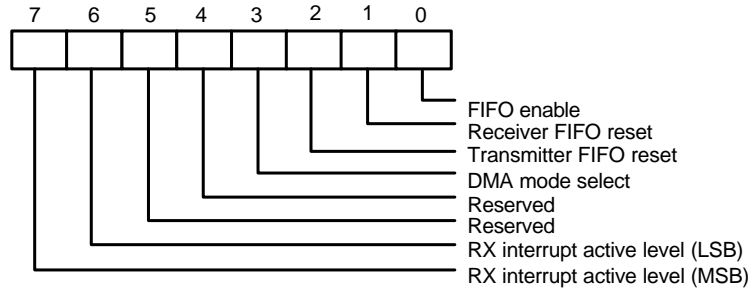 7 6 5 4 3 2 1 0
FIFO enable
Receiver FIFO reset
Transmitter FIFO reset
DMA mode select
Reserved
Reserved
RX interrupt active level (LSB)
RX interrupt active level (MSB)